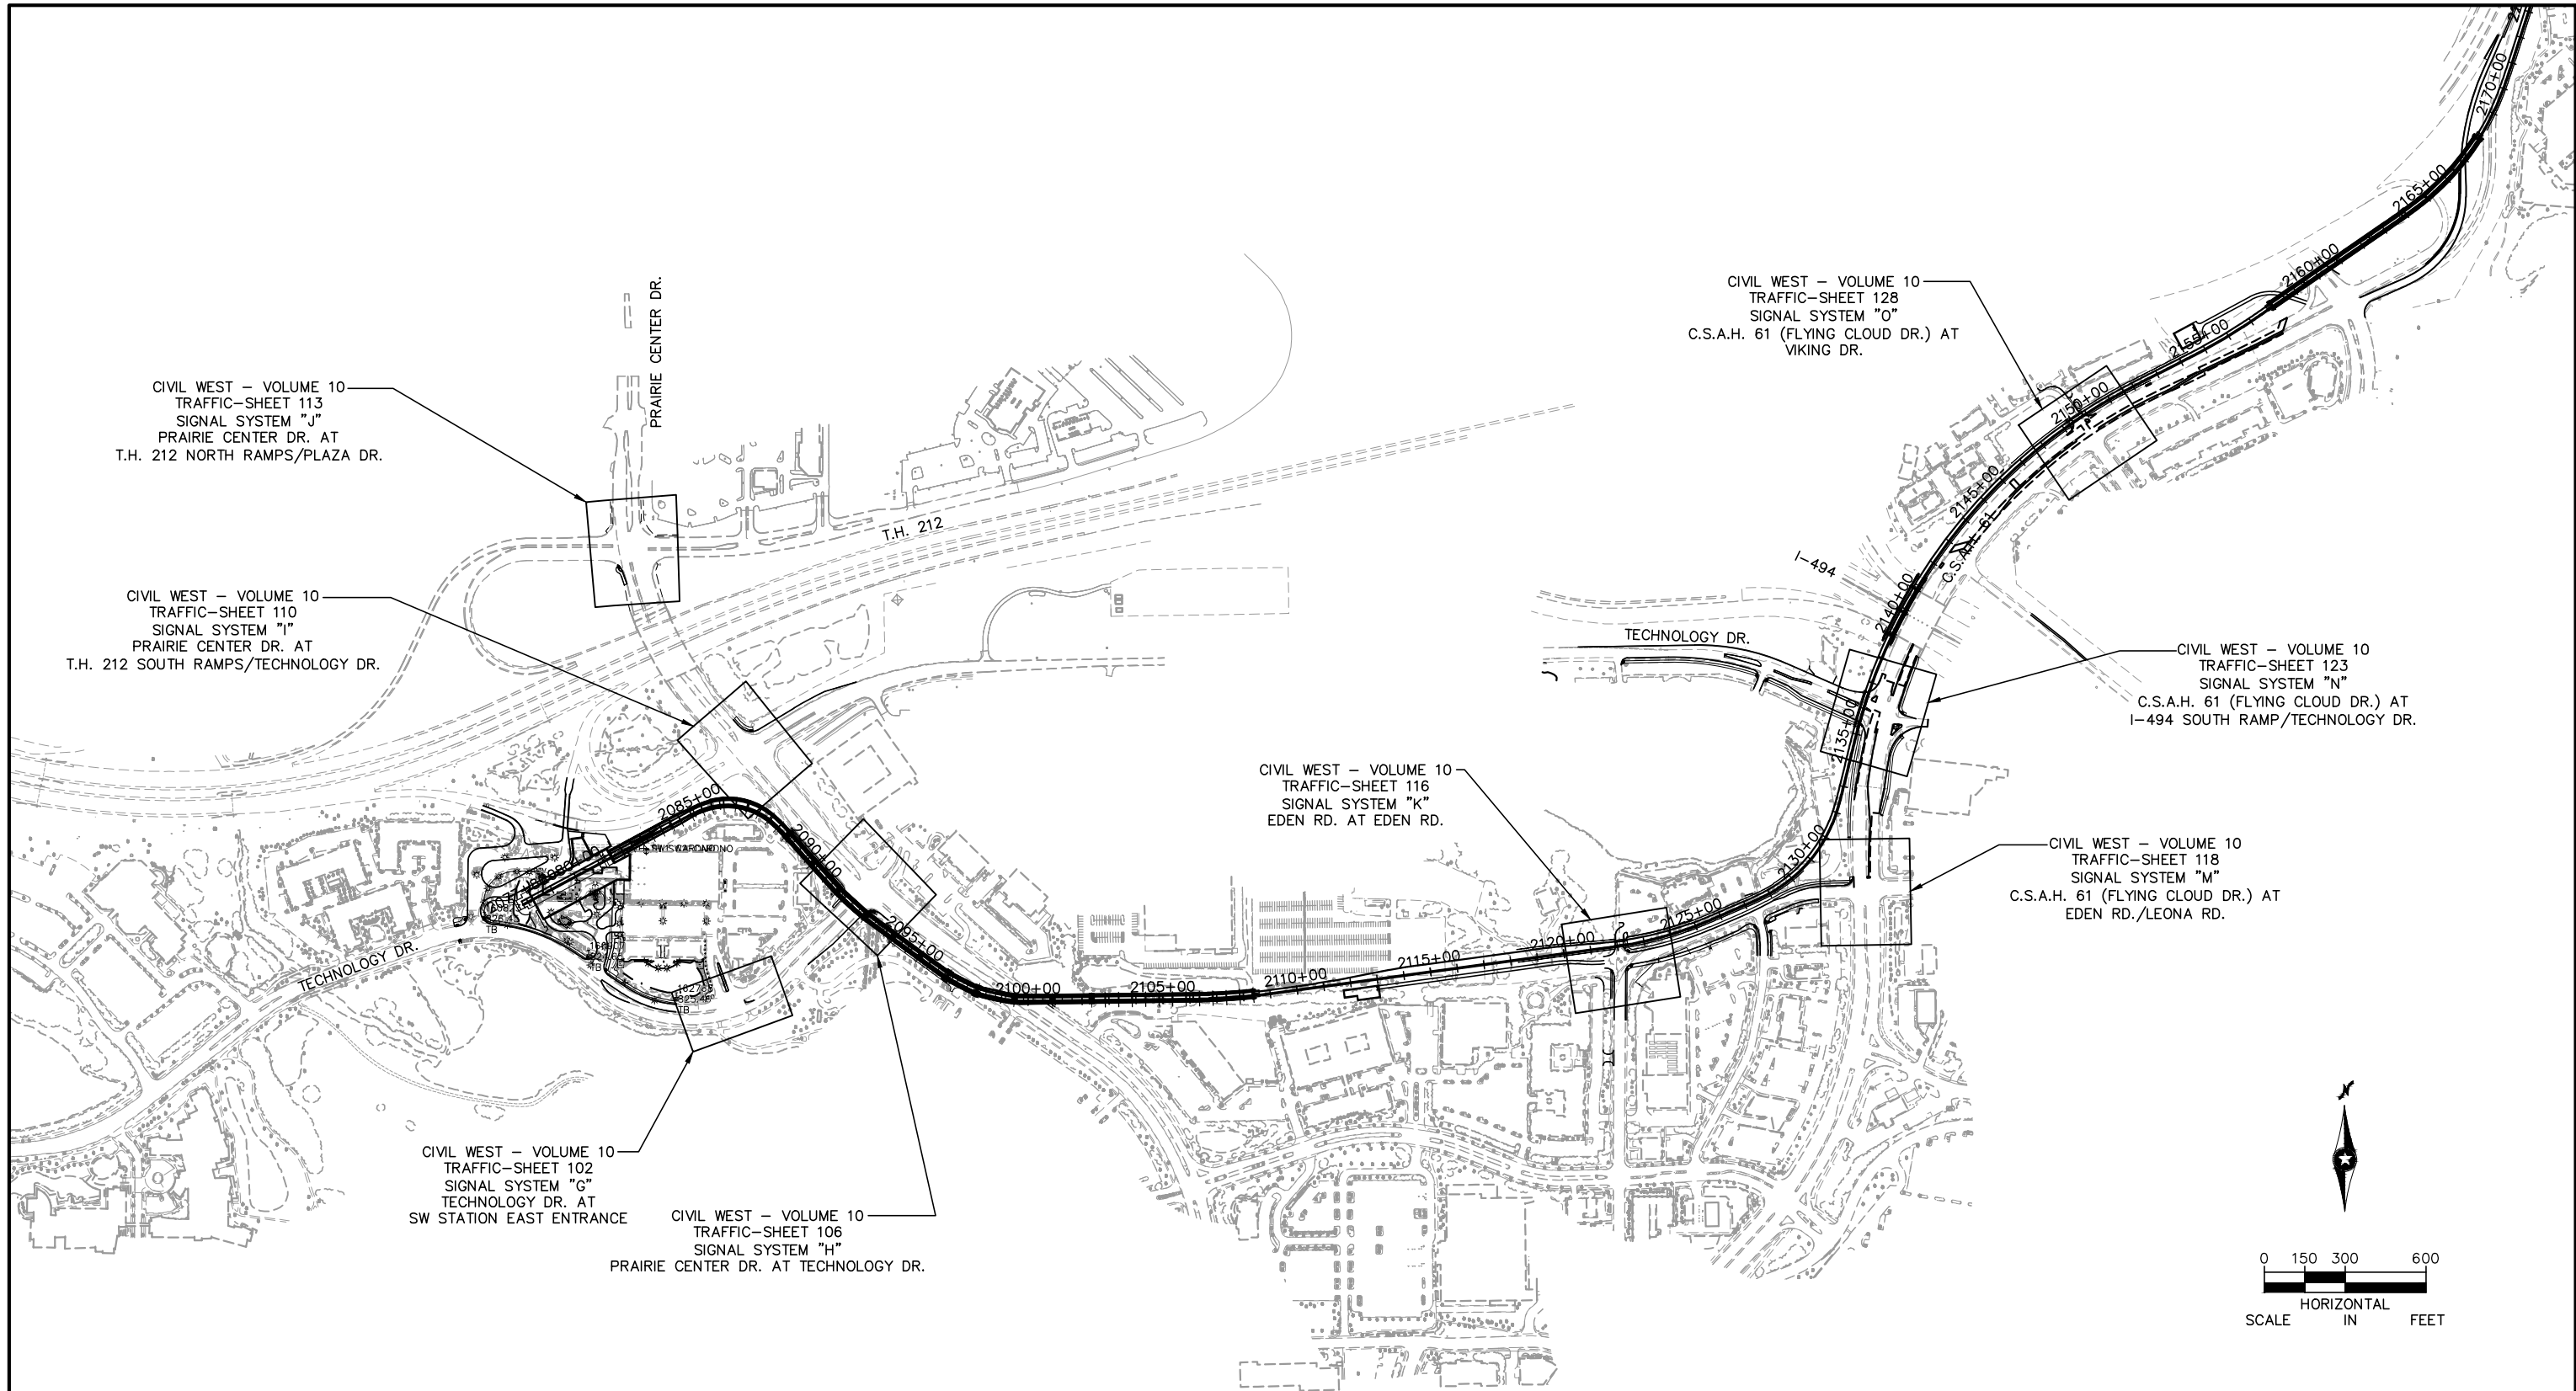 PRAIRIE CENTER DR.
CIVIL WEST – VOLUME 10
TRAFFIC–SHEET 113
SIGNAL SYSTEM "J"
PRAIRIE CENTER DR. AT
T.H. 212 NORTH RAMPS/PLAZA DR.
CIVIL WEST – VOLUME 10
TRAFFIC–SHEET 110
SIGNAL SYSTEM "I"
PRAIRIE CENTER DR. AT
T.H. 212 SOUTH RAMPS/TECHNOLOGY DR.
T.H. 212
CIVIL WEST – VOLUME 10
TRAFFIC–SHEET 128
SIGNAL SYSTEM "O"
C.S.A.H. 61 (FLYING CLOUD DR.) AT
VIKING DR.
2170+00
2165+00
2160+00
2155+00
2150+00
2145+00
C.S.A.H. 61
I–494
2140+00
TECHNOLOGY DR.
2135+00
CIVIL WEST – VOLUME 10
TRAFFIC–SHEET 123
SIGNAL SYSTEM "N"
C.S.A.H. 61 (FLYING CLOUD DR.) AT
I–494 SOUTH RAMP/TECHNOLOGY DR.
CIVIL WEST – VOLUME 10
TRAFFIC–SHEET 116
SIGNAL SYSTEM "K"
EDEN RD. AT EDEN RD.
CIVIL WEST – VOLUME 10
TRAFFIC–SHEET 118
SIGNAL SYSTEM "M"
C.S.A.H. 61 (FLYING CLOUD DR.) AT
EDEN RD./LEONA RD.
2085+00
2090+00
2095+00
2100+00
2105+00
2110+00
2115+00
2120+00
2125+00
2130+00
TB
TB
TB
TECHNOLOGY DR.
CIVIL WEST – VOLUME 10
TRAFFIC–SHEET 102
SIGNAL SYSTEM "G"
TECHNOLOGY DR. AT
SW STATION EAST ENTRANCE
CIVIL WEST – VOLUME 10
TRAFFIC–SHEET 106
SIGNAL SYSTEM "H"
PRAIRIE CENTER DR. AT TECHNOLOGY DR.
N
0 150 300 600
HORIZONTAL
SCALE IN FEET